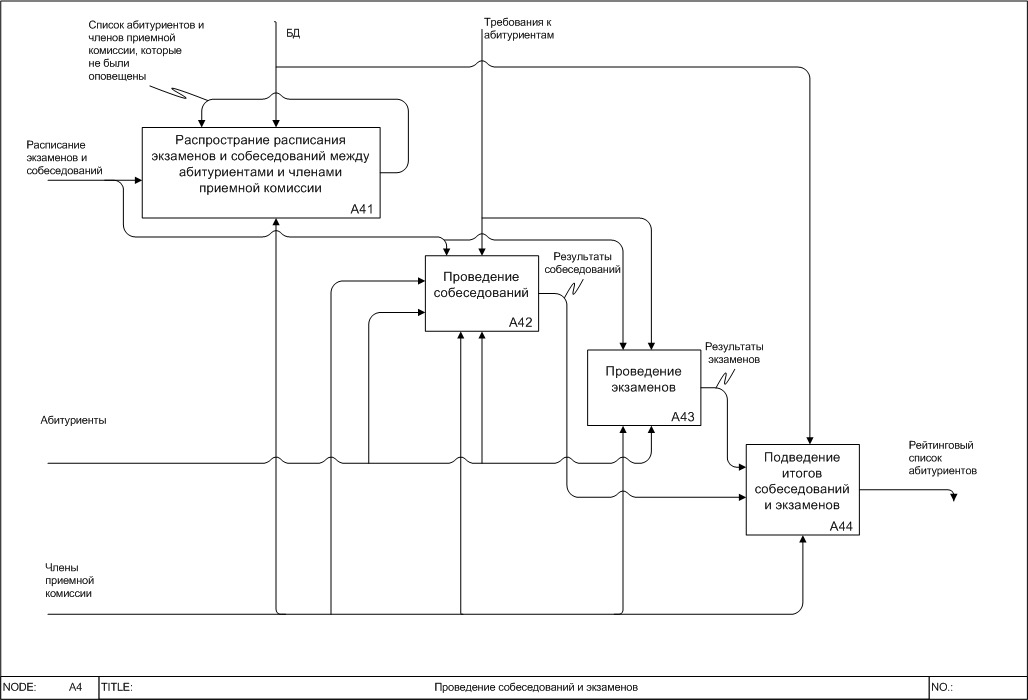 Список абитуриентов и
членов приемной
комиссии, которые
не были
оповещены
БД
Требования к
абитуриентам
Расписание
экзаменов и
собеседований
Распространие расписания
экзаменов и собеседований между
абитуриентами и членами
приемной комиссии
A41
Проведение
собеседований
A42
Результаты
собеседований
Проведение
экзаменов
A43
Результаты
экзаменов
Абитуриенты
Подведение
итогов
собеседований
и экзаменов
A44
Рейтинговый
список
абитуриентов
Члены
приемной
комиссии
NODE: A4 TITLE: Проведение собеседований и экзаменов NO.: